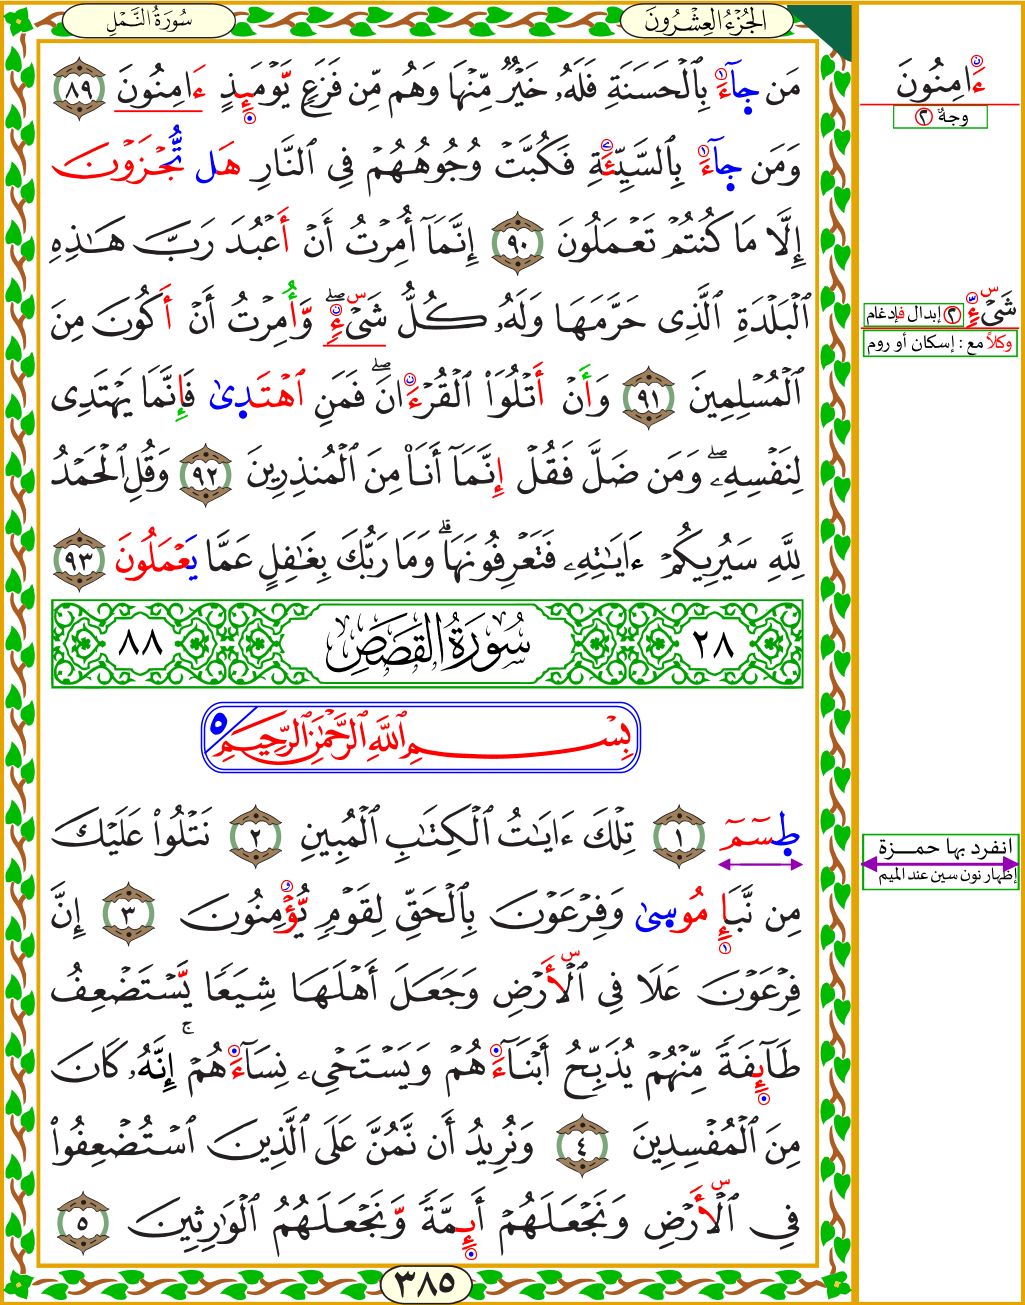 الجُزْءُ العِشْرُونَ
سُورَةُ النَّمْلِ
مَن جَآءَ بِٱلْحَسَنَةِ فَلَهُۥ خَيْرٌ مِّنْهَا وَهُم مِّن فَزَعٍ يَوْمَئِذٍ ءَامِنُونَ ٨٩
وَمَن جَآءَ بِٱلسَّيِّئَةِ فَكُبَّتْ وُجُوهُهُمْ فِى ٱلنَّارِ هَل تُّجْزَوْنَ
إِلَّا مَا كُنتُمْ تَعْمَلُونَ ٩٠ إِنَّمَآ أُمِرْتُ أَنْ أَعْبُدَ رَبَّ هَـٰذِهِ
ٱلْبَلْدَةِ ٱلَّذِى حَرَّمَهَا وَلَهُۥ كُلُّ شَىْءٍ ۖ وَّأُمِرْتُ أَنْ أَكُونَ مِنَ
ٱلْمُسْلِمِينَ ٩١ وَأَنْ أَتْلُوَا۟ ٱلْقُرْءَانَ ۖ فَمَنِ ٱهْتَدَىٰ فَإِنَّمَا يَهْتَدِى
لِنَفْسِهِۦ ۖ وَمَن ضَلَّ فَقُلْ إِنَّمَآ أَنَا۠ مِنَ ٱلْمُنذِرِينَ ٩٢ وَقُلِ ٱلْحَمْدُ
لِلَّهِ سَيُرِيكُمْ ءَايَـٰتِهِۦ فَتَعْرِفُونَهَا ۚ وَمَا رَبُّكَ بِغَـٰفِلٍ عَمَّا يَعْمَلُونَ ٩٣
٢٨ سُورَةُ القَصَصِ ٨٨
بِسْمِ ٱللَّهِ ٱلرَّحْمَـٰنِ ٱلرَّحِيمِ ٥
طسٓمٓ ١ تِلْكَ ءَايَـٰتُ ٱلْكِتَـٰبِ ٱلْمُبِينِ ٢ نَتْلُوا۟ عَلَيْكَ
مِن نَّبَإِ مُوسَىٰ وَفِرْعَوْنَ بِٱلْحَقِّ لِقَوْمٍ يُؤْمِنُونَ ٣ إِنَّ
فِرْعَوْنَ عَلَا فِى ٱلْأَرْضِ وَجَعَلَ أَهْلَهَا شِيَعًا يَسْتَضْعِفُ
طَآئِفَةً مِّنْهُمْ يُذَبِّحُ أَبْنَآءَهُمْ وَيَسْتَحْىِۦ نِسَآءَهُمْ ۚ إِنَّهُۥ كَانَ
مِنَ ٱلْمُفْسِدِينَ ٤ وَنُرِيدُ أَن نَّمُنَّ عَلَى ٱلَّذِينَ ٱسْتُضْعِفُوا۟
فِى ٱلْأَرْضِ وَنَجْعَلَهُمْ أَئِمَّةً وَّنَجْعَلَهُمُ ٱلْوَٰرِثِينَ ٥
٣٨٥
ءَامِنُونَ
٢ وجهٌ
شَىْءٍ
٢ إبدال فإدغام
وكلاً مع : إسكان أو روم
انفرد بها حمـزة
إظهار نون سين عند الميم